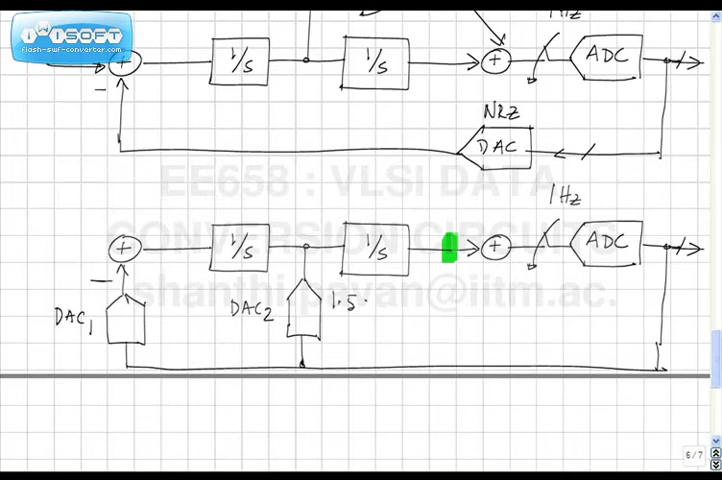 iWiSOFT
flash-swf-converter.com
1Hz
+
1/S
1/S
+
ADC
−
NRZ
DAC
EE658 : VLSI DATA
CONVERSION CIRCUITS
shanthi.pavan@iitm.ac.
1Hz
+
1/S
1/S
+
ADC
−
DAC1
DAC2
1.5
6/7